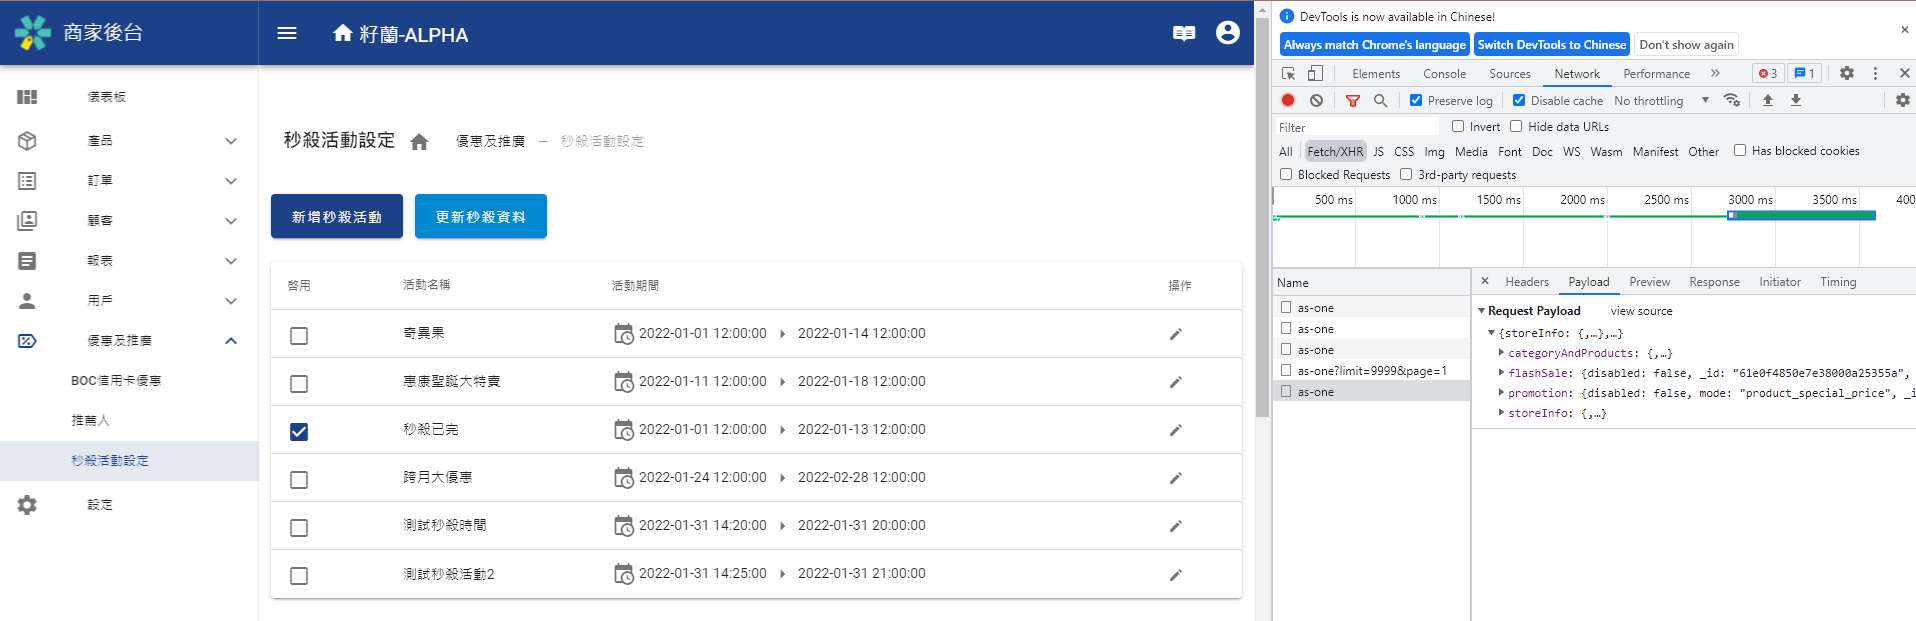 商家後台
籽蘭-ALPHA
儀表板
產品
訂單
顧客
報表
用戶
優惠及推廣
BOC信用卡優惠
推薦人
秒殺活動設定
設定
秒殺活動設定 優惠及推廣 — 秒殺活動設定
新增秒殺活動 更新秒殺資料
啓用 活動名稱 活動期間 操作
奇異果 2022-01-01 12:00:00 2022-01-14 12:00:00
惠康聖誕大特賣 2022-01-11 12:00:00 2022-01-18 12:00:00
秒殺已完 2022-01-01 12:00:00 2022-01-13 12:00:00
跨月大優惠 2022-01-24 12:00:00 2022-02-28 12:00:00
測試秒殺時間 2022-01-31 14:20:00 2022-01-31 20:00:00
測試秒殺活動2 2022-01-31 14:25:00 2022-01-31 21:00:00
DevTools is now available in Chinese!
Always match Chrome's language Switch DevTools to Chinese Don't show again
Elements Console Sources Network Performance » 3 1
Preserve log Disable cache No throttling
Filter Invert Hide data URLs
All Fetch/XHR JS CSS Img Media Font Doc WS Wasm Manifest Other Has blocked cookies
Blocked Requests 3rd-party requests
500 ms 1000 ms 1500 ms 2000 ms 2500 ms 3000 ms 3500 ms 400
Name
as-one
as-one
as-one
as-one?limit=9999&page=1
as-one
Headers Payload Preview Response Initiator Timing
Request Payload view source
{storeInfo: {,…},…}
categoryAndProducts: {,…}
flashSale: {disabled: false, _id: "61e0f4850e7e38000a25355a",
promotion: {disabled: false, mode: "product_special_price", _i
storeInfo: {,…}